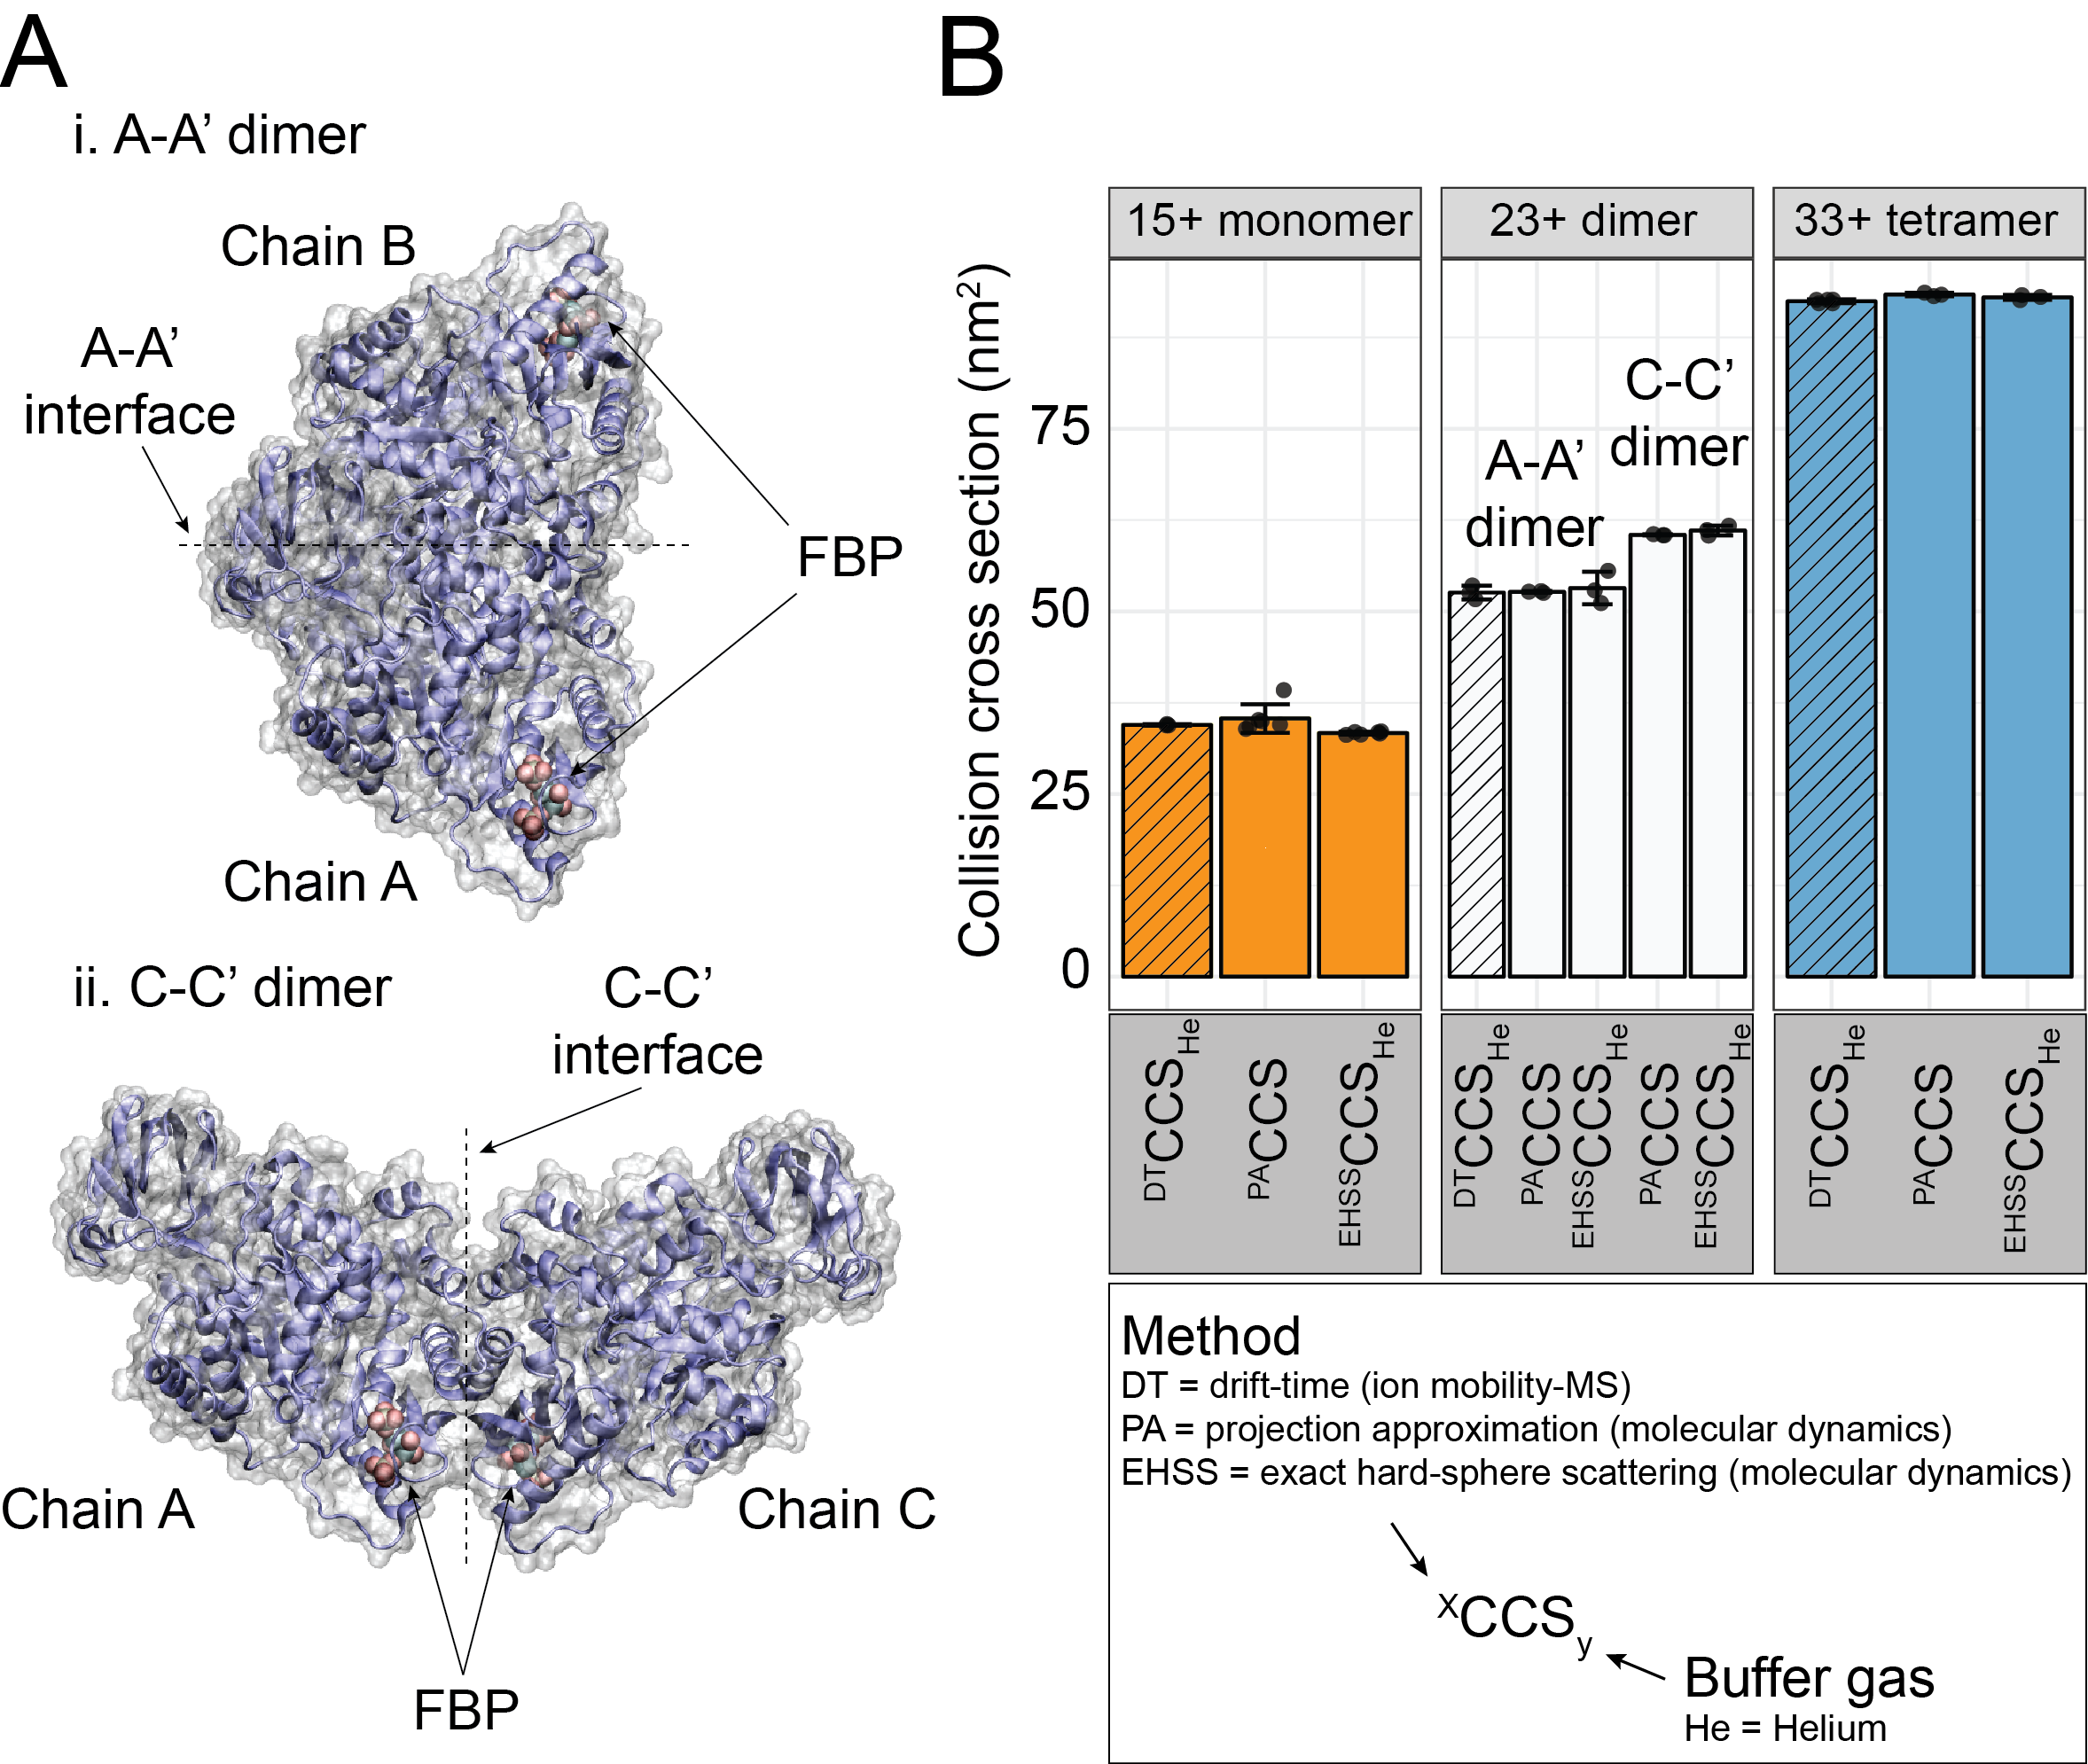 A
i. A-A’ dimer
Chain B
A-A’
interface
FBP
Chain A
ii. C-C’ dimer
C-C’
interface
Chain A
Chain C
FBP
B
15+ monomer
23+ dimer
33+ tetramer
Collision cross section (nm²)
75
50
25
0
A-A’
dimer
C-C’
dimer
DTCCSHe
PACCS
EHSSCCSHe
DTCCSHe
PACCS
EHSSCCSHe
PACCS
EHSSCCSHe
DTCCSHe
PACCS
EHSSCCSHe
Method
DT = drift-time (ion mobility-MS)
PA = projection approximation (molecular dynamics)
EHSS = exact hard-sphere scattering (molecular dynamics)
XCCSy
Buffer gas
He = Helium